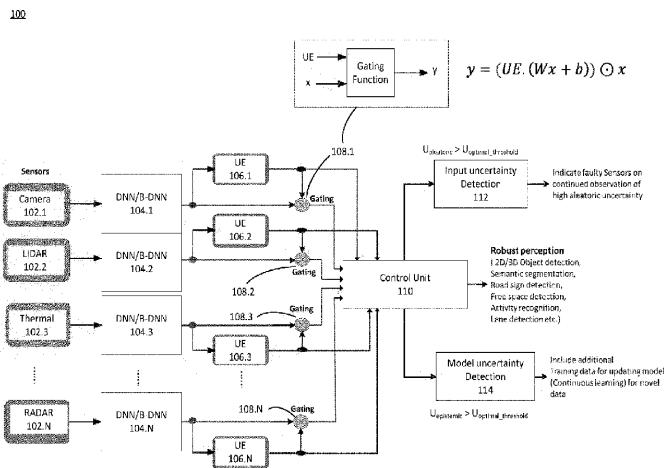 100
UE
x
Gating
Function
y
y = (UE. (Wx + b)) ⊙ x
108.1
Sensors
Camera
102.1
DNN/B-DNN
104.1
UE
106.1
Gating
U_aleatoric > U_optimal_threshold
Input uncertainty
Detection
112
Indicate faulty Sensors on
continued observation of
high aleatoric uncertainty
LIDAR
102.2
DNN/B-DNN
104.2
UE
106.2
Gating
108.2
Control Unit
110
Robust perception
( 2D/3D Object detection,
Semantic segmentation,
Road sign detection,
Free space detection,
Activity recognition,
Lane detection etc.)
Thermal
102.3
DNN/B-DNN
104.3
108.3
Gating
UE
106.3
Model uncertainty
Detection
114
Include additional
Training data for updating model
(Continuous learning) for novel
data
U_epistemic > U_optimal_threshold
RADAR
102.N
DNN/B-DNN
104.N
108.N
Gating
UE
106.N